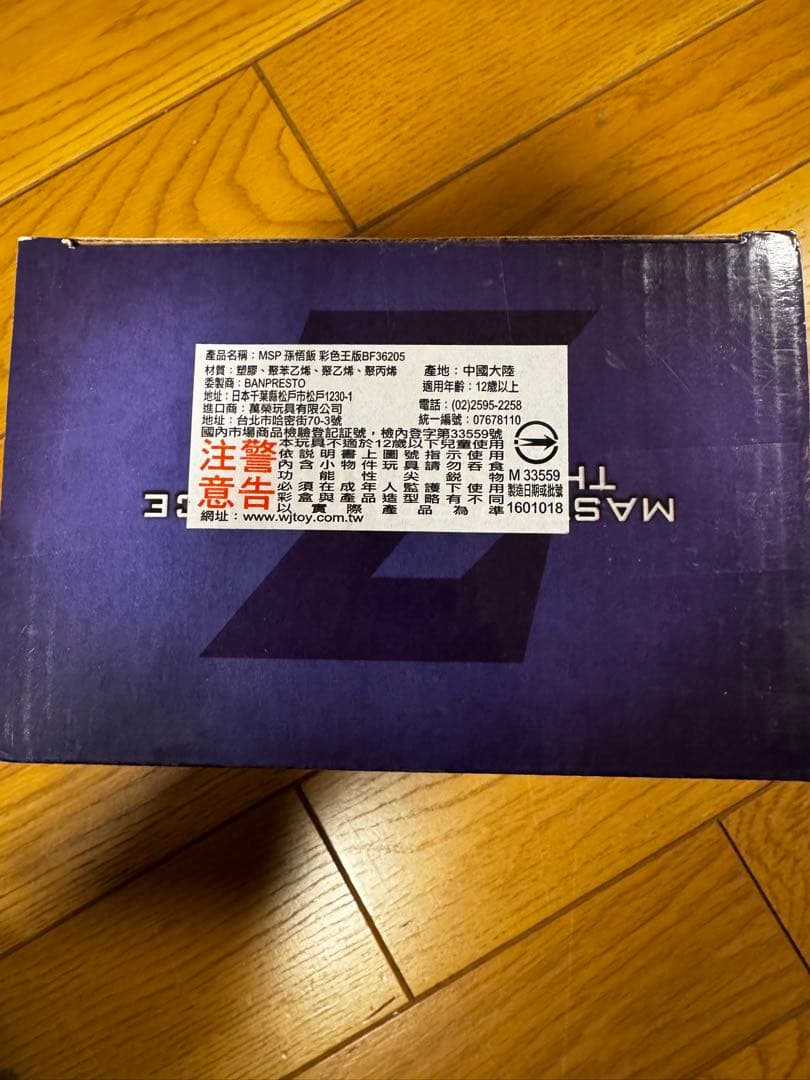 產品名稱：MSP 孫悟飯 彩色王版BF36205
材質：塑膠、聚苯乙烯、聚乙烯、聚丙烯
產地：中國大陸
委製商：BANPRESTO
適用年齡：12歲以上
地址：日本千葉縣松戶市松戶1230-1
進口商：萬榮玩具有限公司
電話：(02)2595-2258
地址：台北市哈密街70-3號
統一編號：07678110
國內市場商品檢驗登記証號，檢內登字第33559號
警告
注意
本玩具不適於12歲以下兒童使用
依說明書上圖號指示使用
內含小物件玩具請勿吞食
功能性尖銳物
必須在成年人監護下使用
彩盒與產品造型略有不同
以實際產品為準
M 33559
製造日期或批號
1601018
網址：www.wjtoy.com.tw
MAS
TH
CE